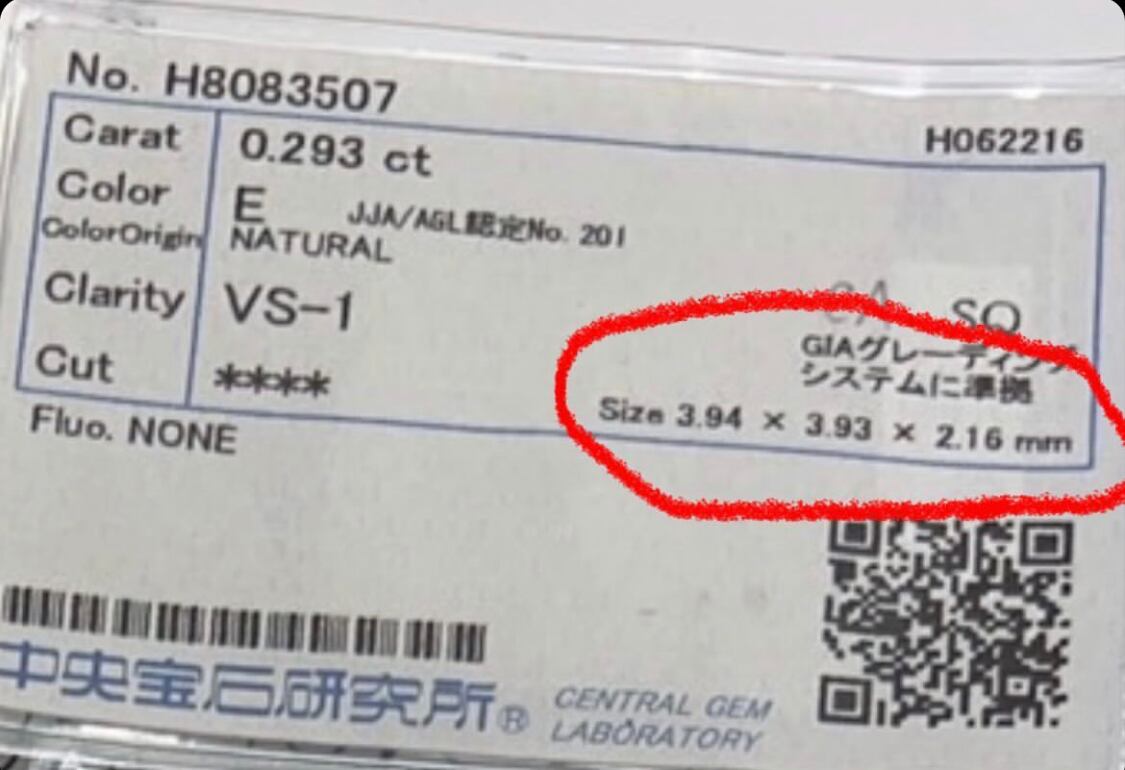 No. H8083507
H062216
Carat 0.293 ct
Color E JJA/AGL認定No. 201
ColorOrigin NATURAL
Clarity VS-1
SQ
GIAグレーディング
システムに準拠
Cut ****
Size 3.94 × 3.93 × 2.16 mm
Fluo. NONE
中央宝石研究所®
CENTRAL GEM
LABORATORY